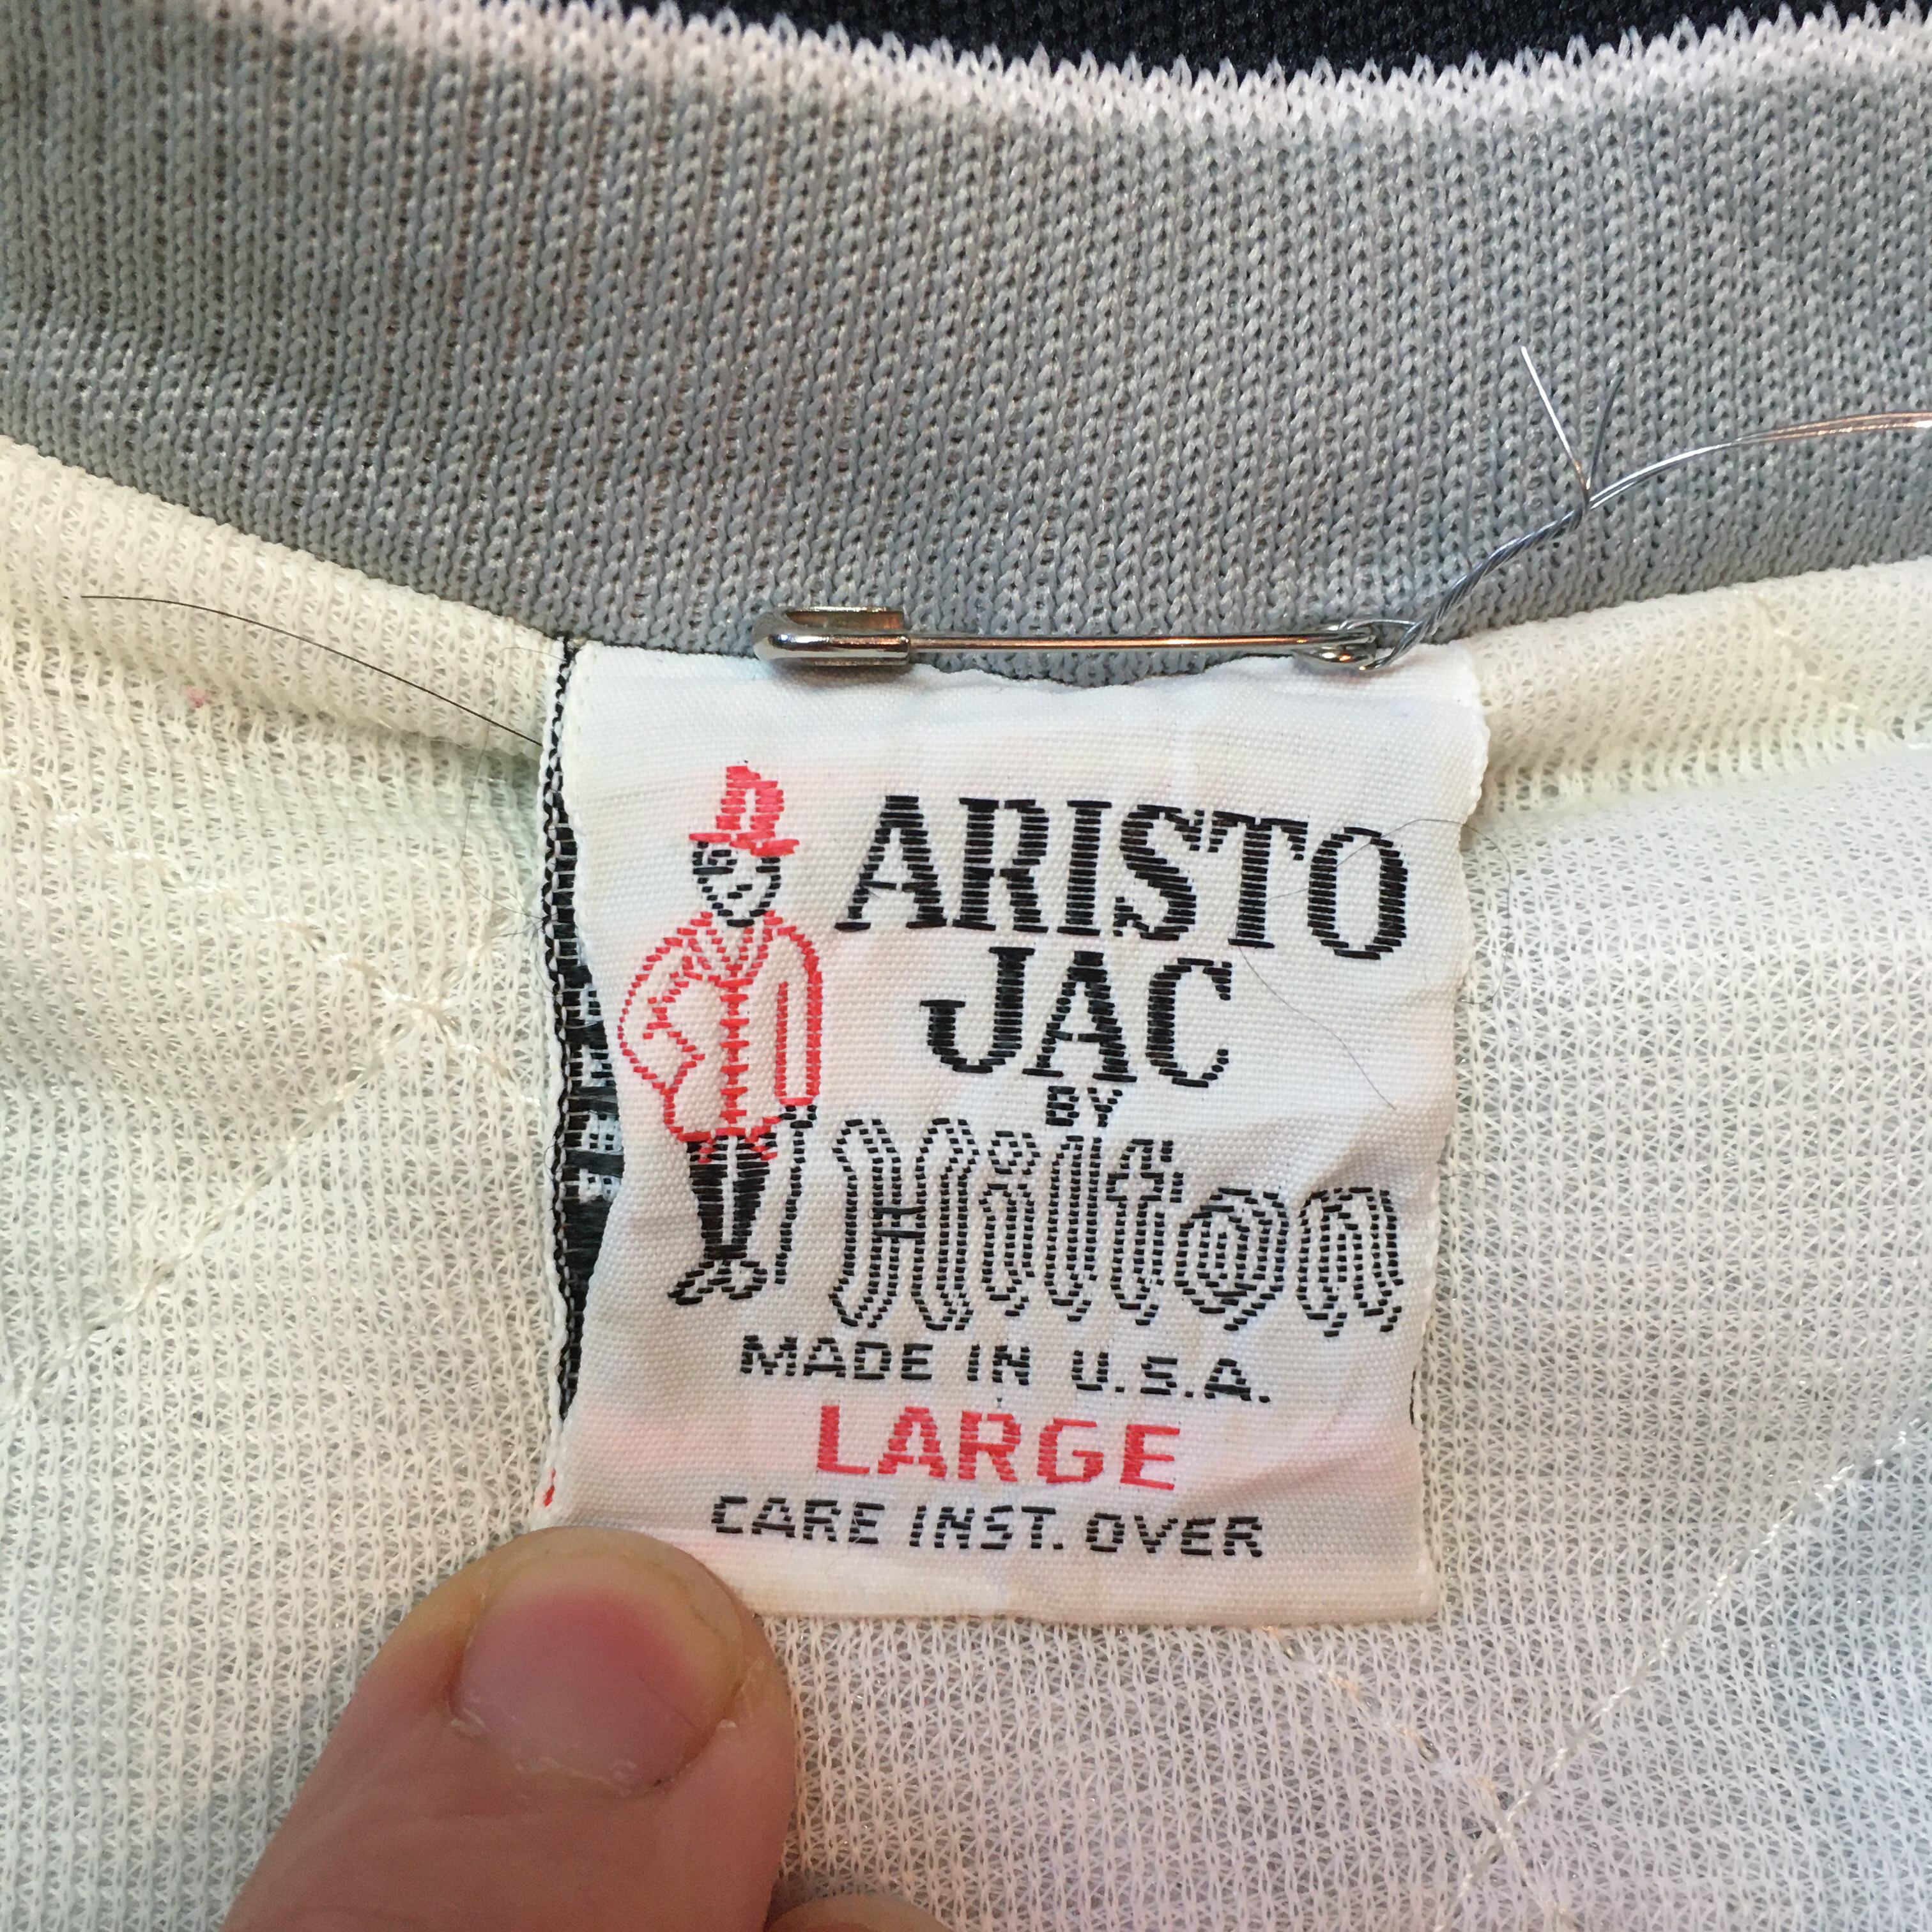 ARISTO
JAC
BY
Hilton
MADE IN U.S.A.
LARGE
CARE INST. OVER